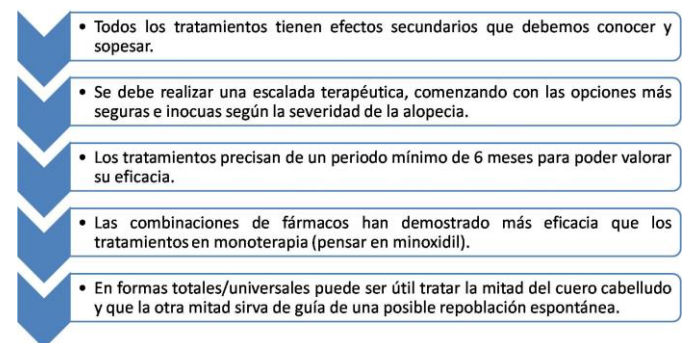 • Todos los tratamientos tienen efectos secundarios que debemos conocer y
sopesar.
• Se debe realizar una escalada terapéutica, comenzando con las opciones más
seguras e inocuas según la severidad de la alopecia.
• Los tratamientos precisan de un periodo mínimo de 6 meses para poder valorar
su eficacia.
• Las combinaciones de fármacos han demostrado más eficacia que los
tratamientos en monoterapia (pensar en minoxidil).
• En formas totales/universales puede ser útil tratar la mitad del cuero cabelludo
y que la otra mitad sirva de guía de una posible repoblación espontánea.